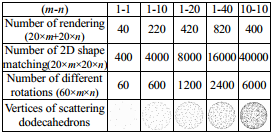 (m-n) 1-1 1-10 1-20 1-40 10-10
Number of rendering
(20×m+20×n) 40 220 420 820 400
Number of 2D shape
matching(20×m×20×n) 400 4000 8000 16000 40000
Number of different
rotations (60×m×n) 60 600 1200 2400 6000
Vertices of scattering
dodecahedrons